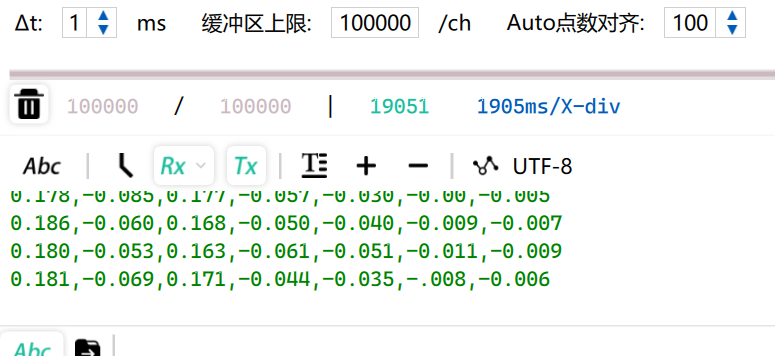 Δt: 1 ms 缓冲区上限: 100000 /ch Auto点数对齐: 100
100000 / 100000 | 19051 1905ms/X-div
Abc Rx Tx T UTF-8
0.178,-0.085,0.177,-0.057,-0.030,-0.00,-0.005
0.186,-0.060,0.168,-0.050,-0.040,-0.009,-0.007
0.180,-0.053,0.163,-0.061,-0.051,-0.011,-0.009
0.181,-0.069,0.171,-0.044,-0.035,-.008,-0.006
Abc